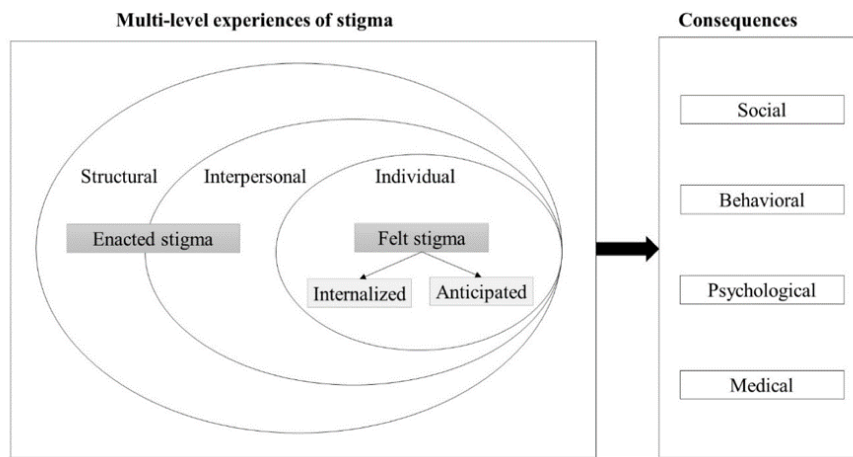 Multi-level experiences of stigma
Consequences
Structural
Interpersonal
Individual
Enacted stigma
Felt stigma
Internalized
Anticipated
Social
Behavioral
Psychological
Medical